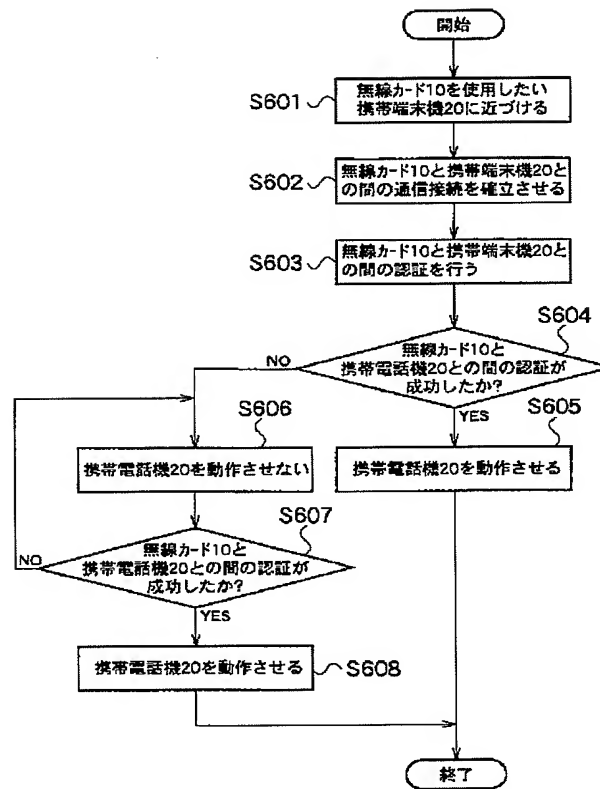 開始
S601
無線カード10を使用したい
携帯端末機20に近づける
S602
無線カード10と携帯端末機20と
の間の通信接続を確立させる
S603
無線カード10と携帯端末機20と
の間の認証を行う
S604
無線カード10と
携帯電話機20との間の認証が
成功したか?
NO
YES
S606
携帯電話機20を動作させない
S605
携帯電話機20を動作させる
S607
無線カード10と
携帯電話機20との間の認証が
成功したか?
NO
YES
携帯電話機20を動作させる
S608
終了